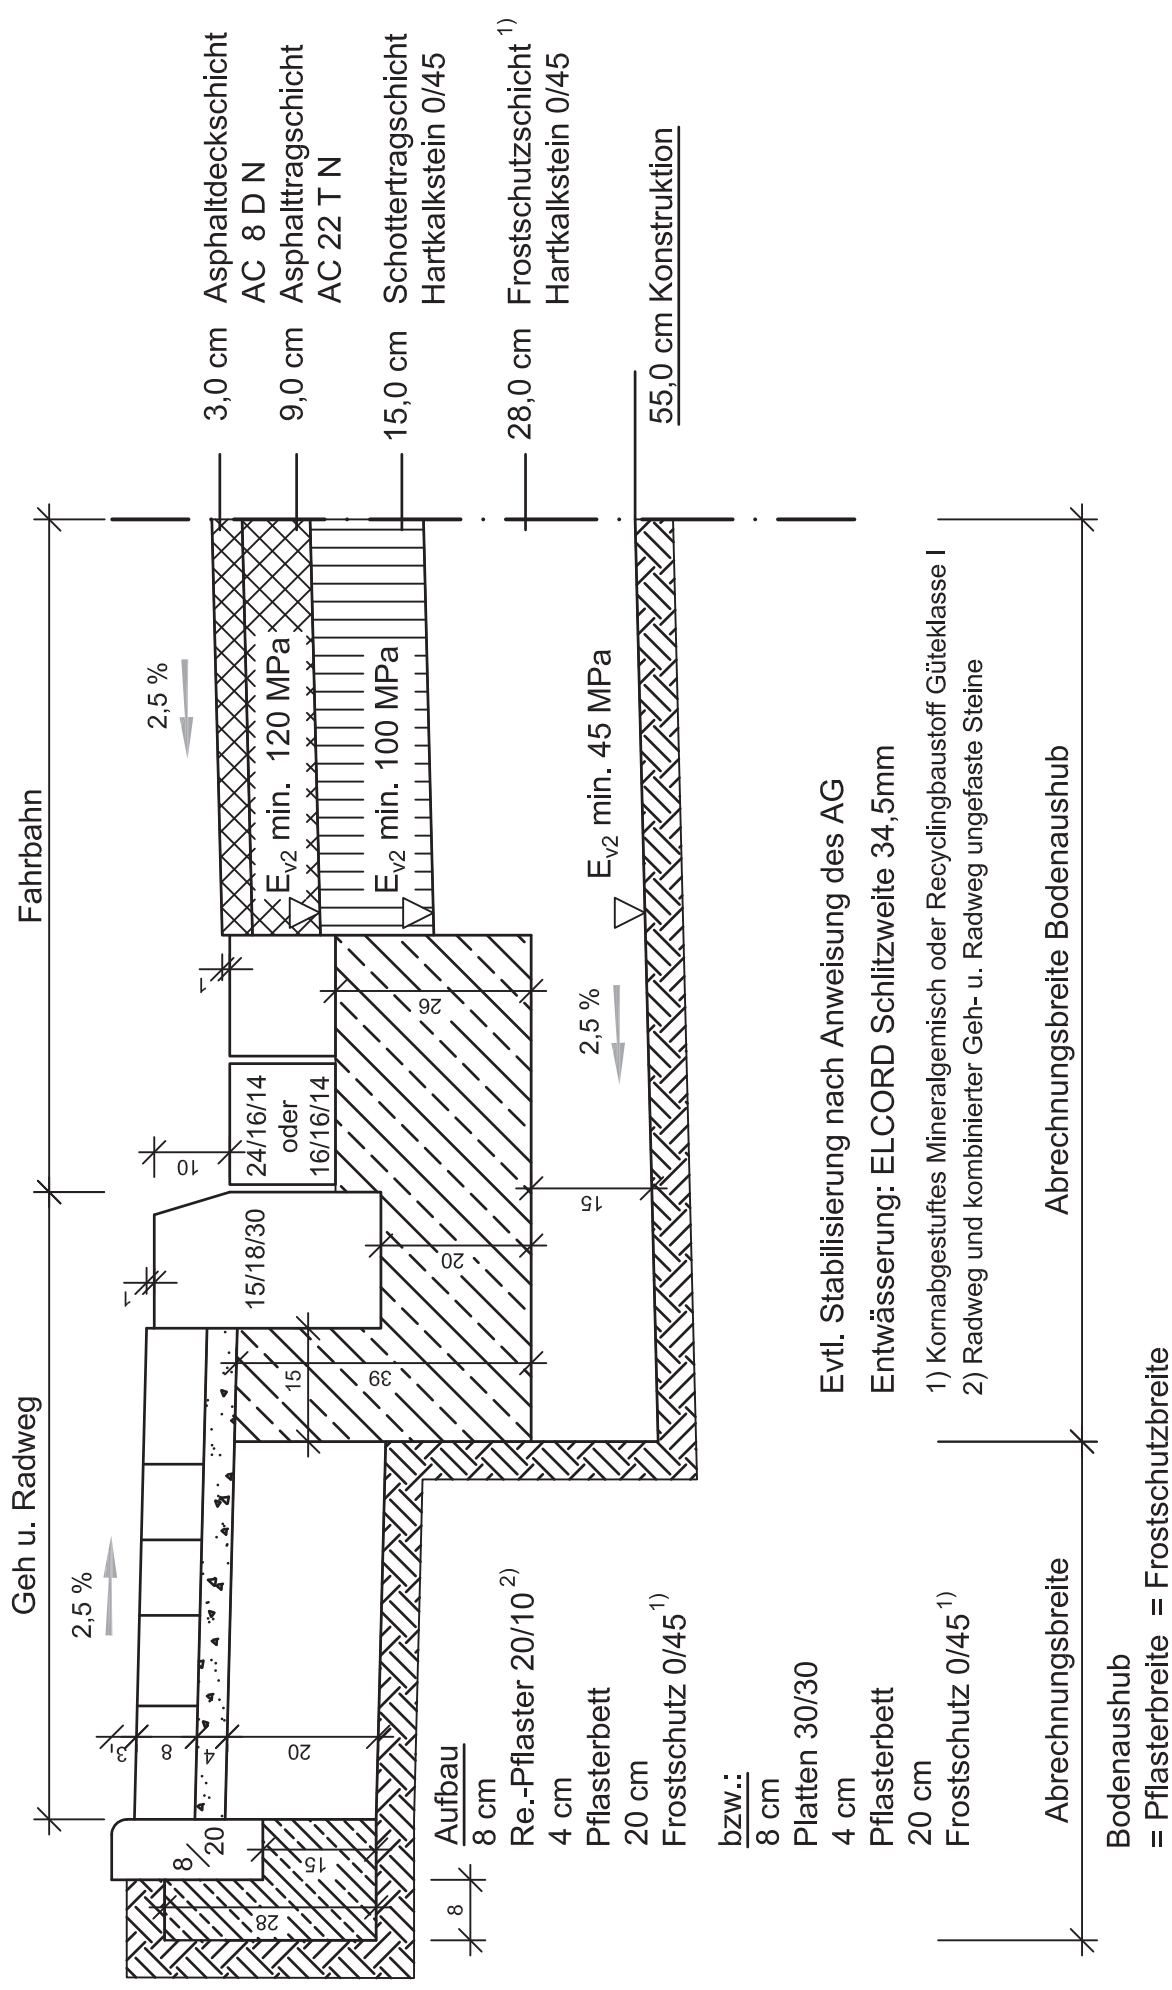 Geh u. Radweg
Fahrbahn
2,5 %
2,5 %
3,0 cm Asphaltdeckschicht
AC 8 D N
9,0 cm Asphalttragschicht
AC 22 T N
15,0 cm Schottertragschicht
Hartkalkstein 0/45
28,0 cm Frostschutzschicht 1)
Hartkalkstein 0/45
55,0 cm Konstruktion
Ev2 min. 120 MPa
Ev2 min. 100 MPa
Ev2 min. 45 MPa
2,5 %
3
8
4
20
8/20
15
28
8
1
15/18/30
10
24/16/14
oder
16/16/14
1
15
39
20
26
15
Aufbau
8 cm
Re.-Pflaster 20/10 2)
4 cm
Pflasterbett
20 cm
Frostschutz 0/45 1)
bzw.:
8 cm
Platten 30/30
4 cm
Pflasterbett
20 cm
Frostschutz 0/45 1)
Evtl. Stabilisierung nach Anweisung des AG
Entwässerung: ELCORD Schlitzweite 34,5mm
1) Kornabgestuftes Mineralgemisch oder Recyclingbaustoff Güteklasse I
2) Radweg und kombinierter Geh- u. Radweg ungefaste Steine
Abrechnungsbreite
Abrechnungsbreite Bodenaushub
Bodenaushub
= Pflasterbreite = Frostschutzbreite